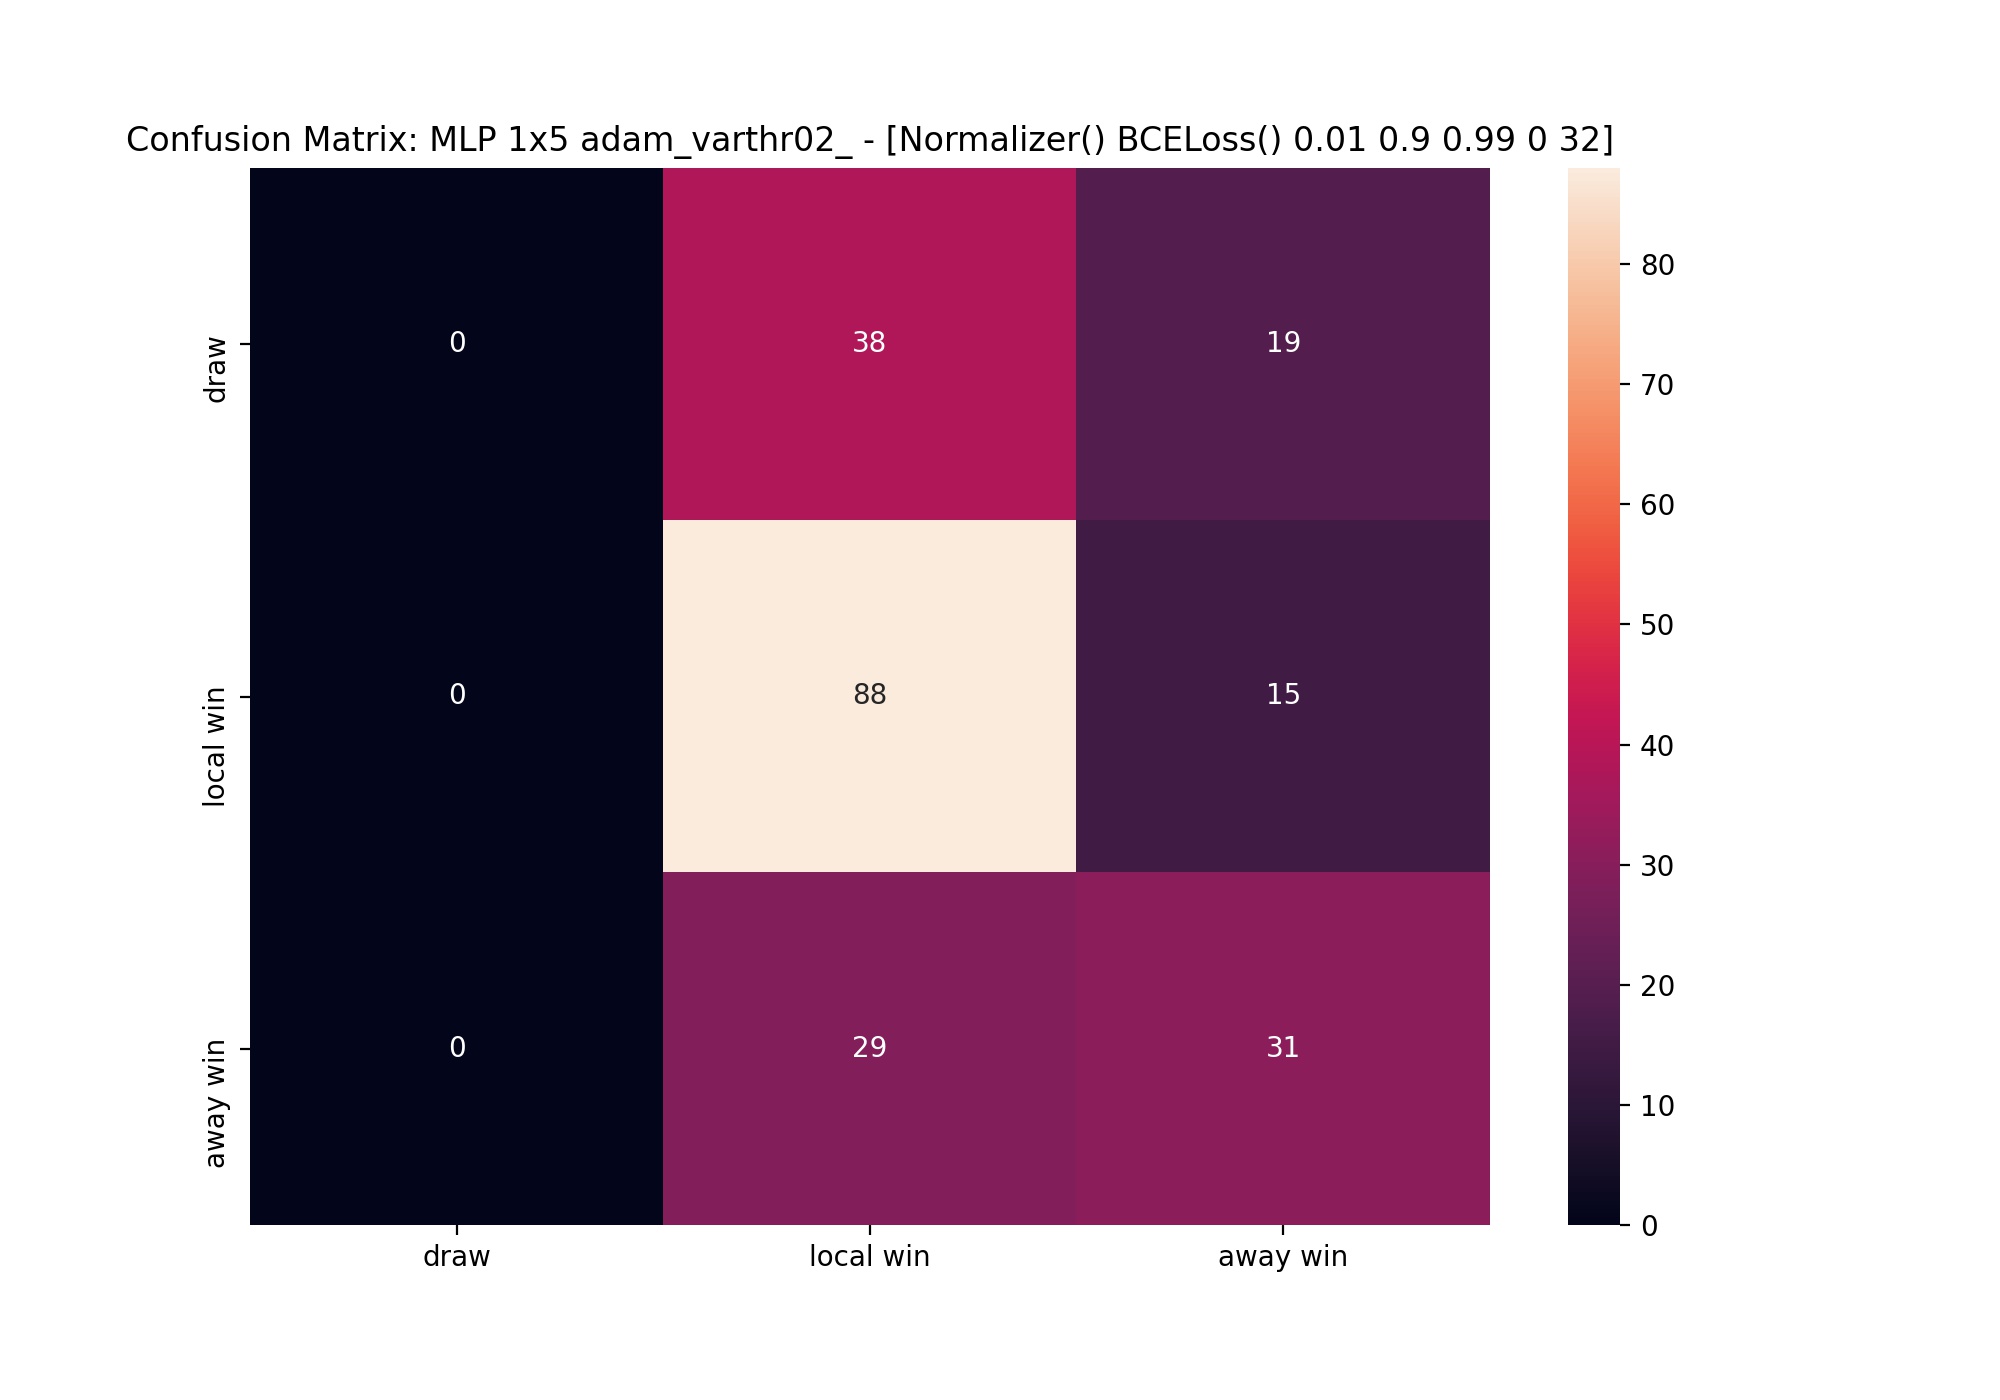 Confusion Matrix: MLP 1x5 adam_varthr02_ - [Normalizer() BCELoss() 0.01 0.9 0.99 0 32]
draw
0
38
19
local win
0
88
15
away win
0
29
31
draw
local win
away win
80
70
60
50
40
30
20
10
0